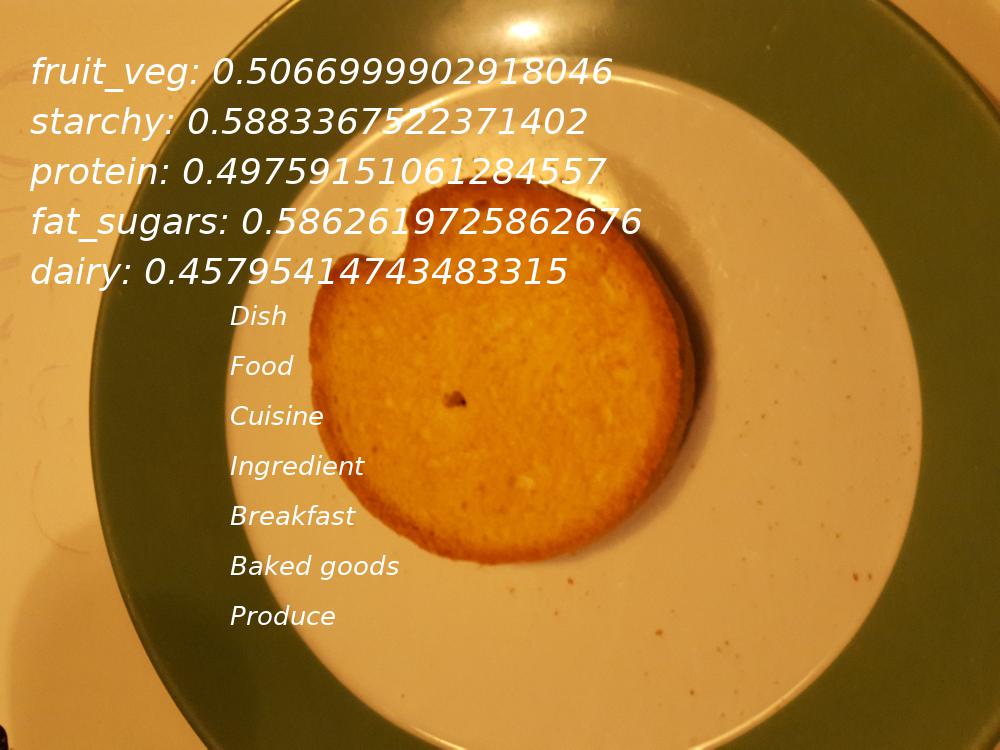 fruit_veg: 0.5066999902918046
starchy: 0.5883367522371402
protein: 0.49759151061284557
fat_sugars: 0.5862619725862676
dairy: 0.45795414743483315
Dish
Food
Cuisine
Ingredient
Breakfast
Baked goods
Produce